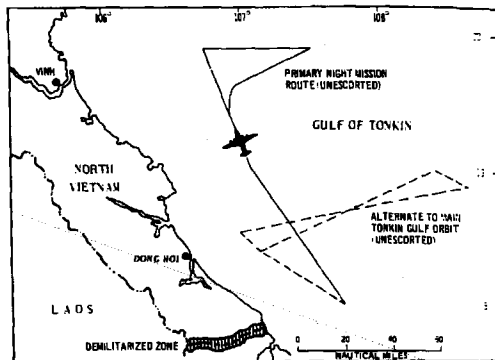 106°
107°
108°
VINH
PRIMARY NIGHT MISSION
ROUTE (UNESCORTED)
GULF OF TONKIN
NORTH
VIETNAM
ALTERNATE TO MAIN
TONKIN GULF ORBIT
(UNESCORTED)
DONG HOI
LAOS
DEMILITARIZED ZONE
0 20 40 60
NAUTICAL MILES